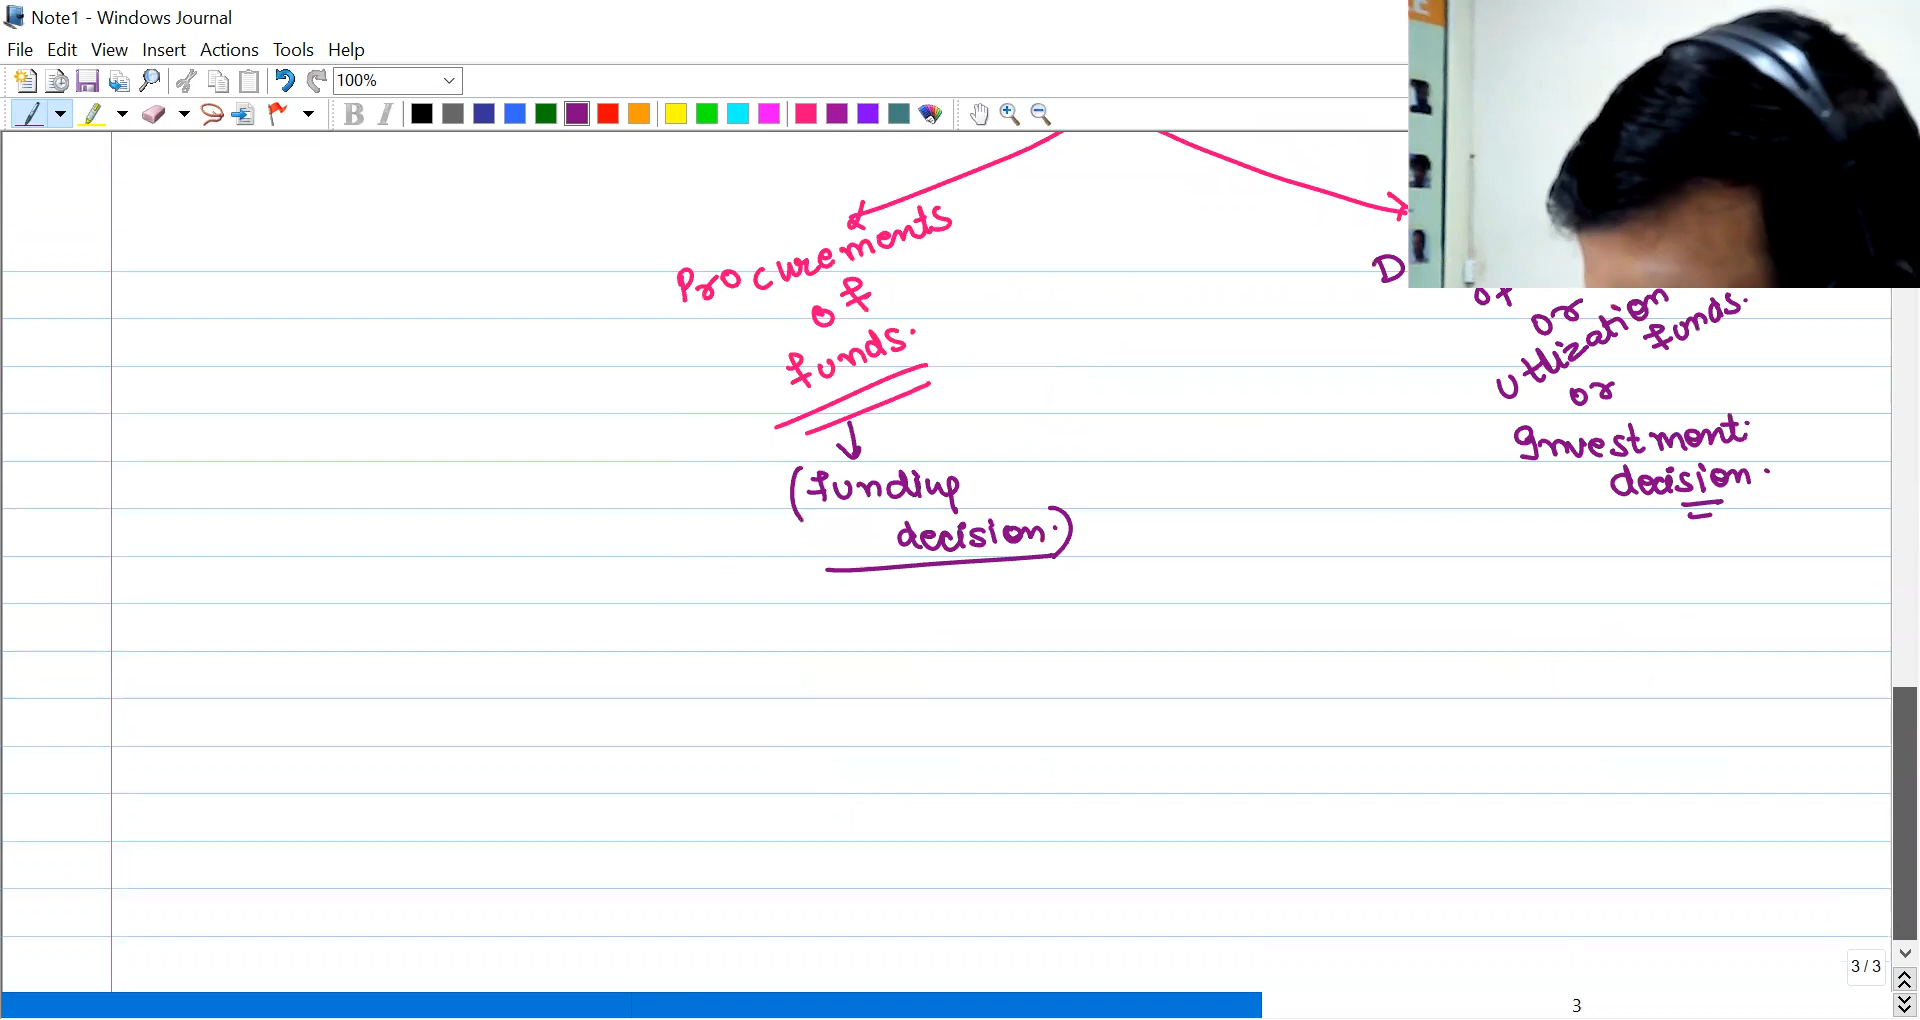 Note1 - Windows Journal
File Edit View Insert Actions Tools Help
100%
B I
Procurements
of
funds.
(funding
decision.)
D
of
or
utlization
funds.
or
Investment.
decision.
3 / 3
3